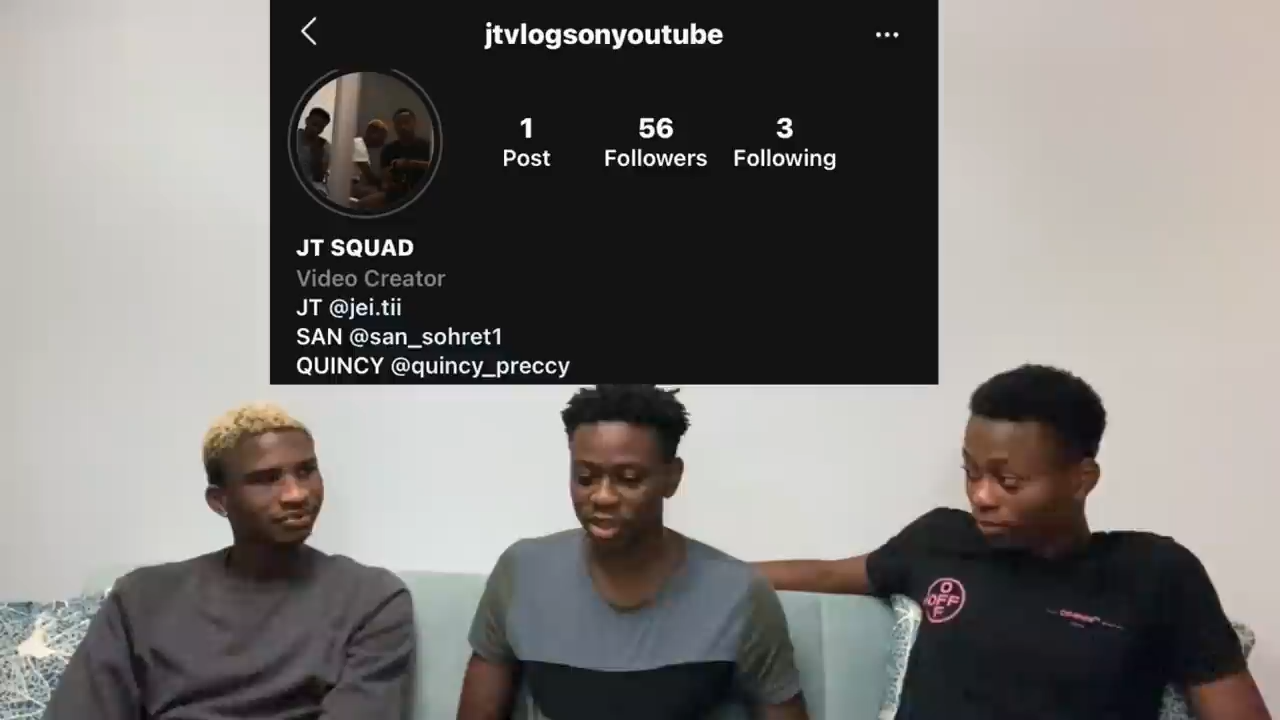 jtvlogsonyoutube
1 56 3
Post Followers Following
JT SQUAD
Video Creator
JT @jei.tii
SAN @san_sohret1
QUINCY @quincy_preccy
O
OFF
F